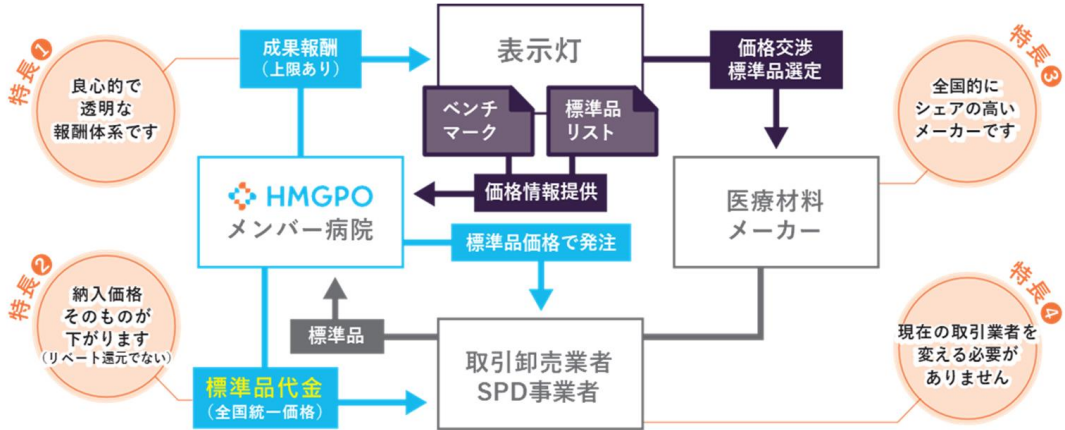 特長❶
良心的で
透明な
報酬体系です
成果報酬
（上限あり）
表示灯
ベンチ
マーク
標準品
リスト
価格情報提供
価格交渉
標準品選定
特長❸
全国的に
シェアの高い
メーカーです
HMGPO
メンバー病院
医療材料
メーカー
標準品価格で発注
特長❷
納入価格
そのものが
下がります
（リベート還元でない）
標準品
標準品代金
（全国統一価格）
取引卸売業者
SPD事業者
特長❹
現在の取引業者を
変える必要が
ありません